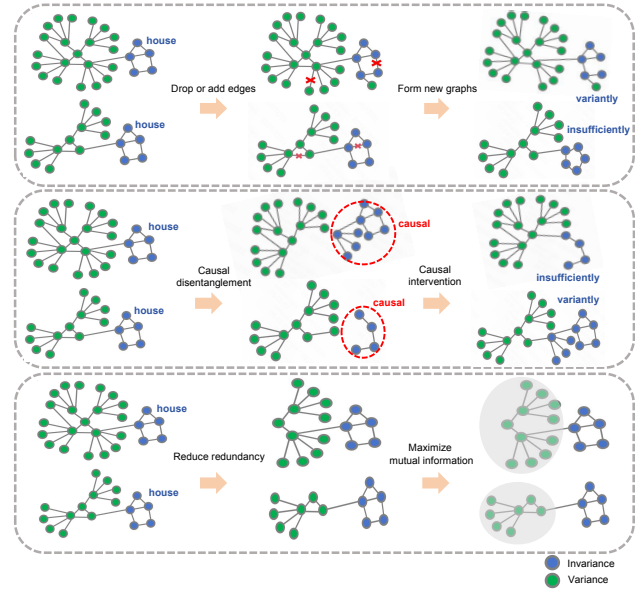 house
Drop or add edges
Form new graphs
variantly
house
insufficiently
house
causal
Causal
disentanglement
Causal
intervention
insufficiently
house
causal
variantly
house
Reduce redundancy
Maximize
mutual information
house
Invariance
Variance